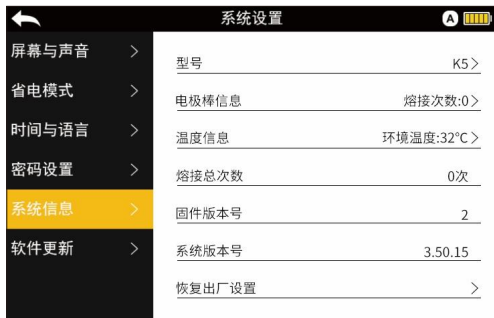 系统设置
A
屏幕与声音
省电模式
时间与语言
密码设置
系统信息
软件更新
型号 K5
电极棒信息 熔接次数:0
温度信息 环境温度:32°C
熔接总次数 0次
固件版本号 2
系统版本号 3.50.15
恢复出厂设置